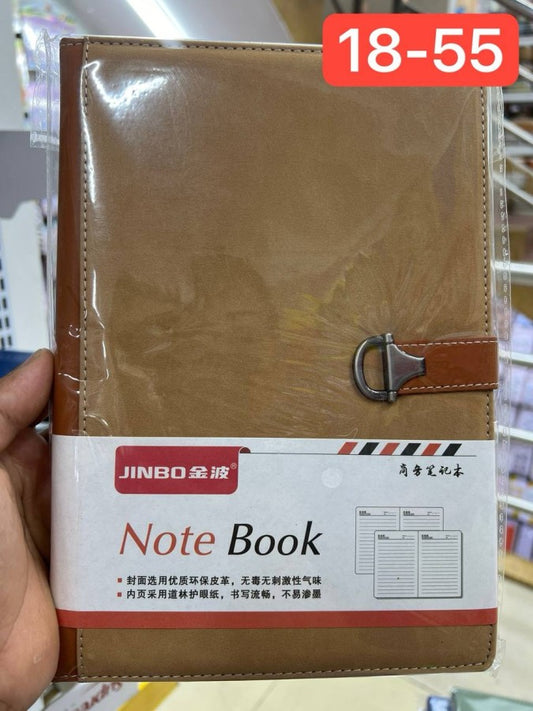 18-55
JINBO金波®
商务笔记本
Note Book
• 封面选用优质环保皮革，无毒无刺激性气味
• 内页采用道林护眼纸，书写流畅，不易渗墨